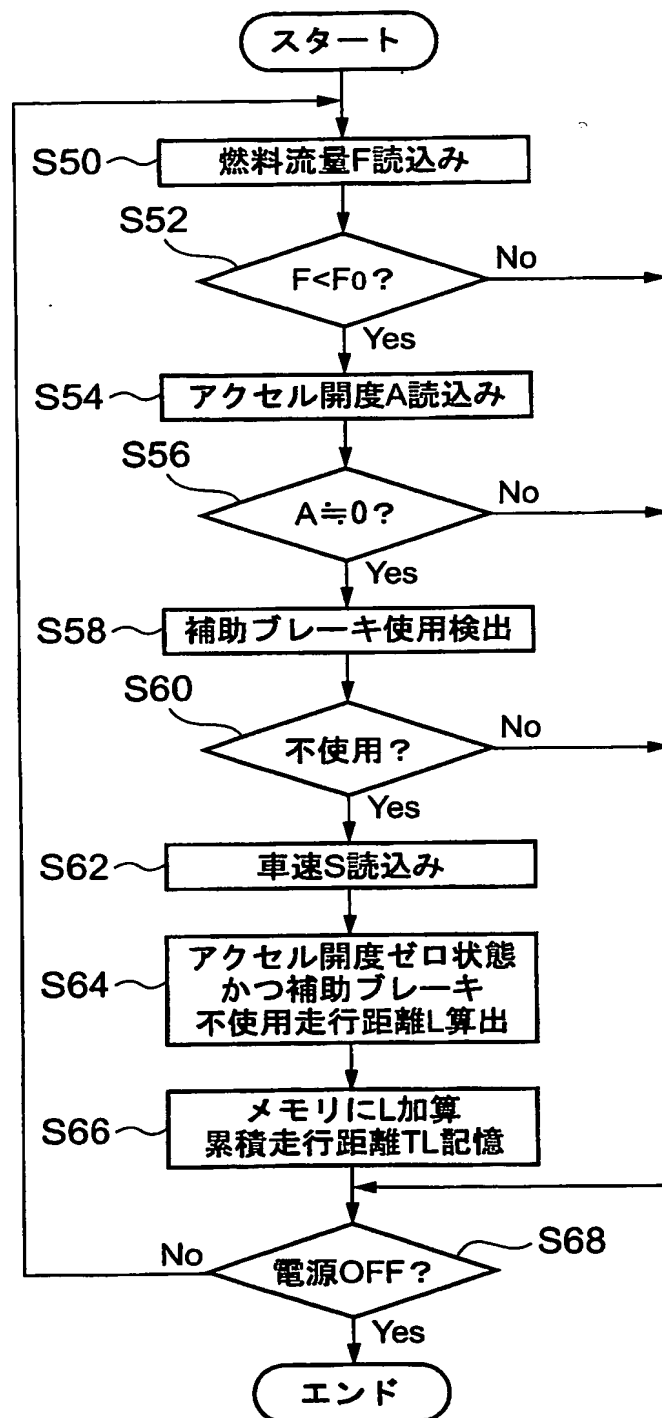 スタート
S50
燃料流量F読込み
S52
F<F0?
No
Yes
S54
アクセル開度A読込み
S56
A≒0?
No
Yes
S58
補助ブレーキ使用検出
S60
不使用?
No
Yes
S62
車速S読込み
S64
アクセル開度ゼロ状態
かつ補助ブレーキ
不使用走行距離L算出
S66
メモリにL加算
累積走行距離TL記憶
S68
電源OFF?
No
Yes
エンド